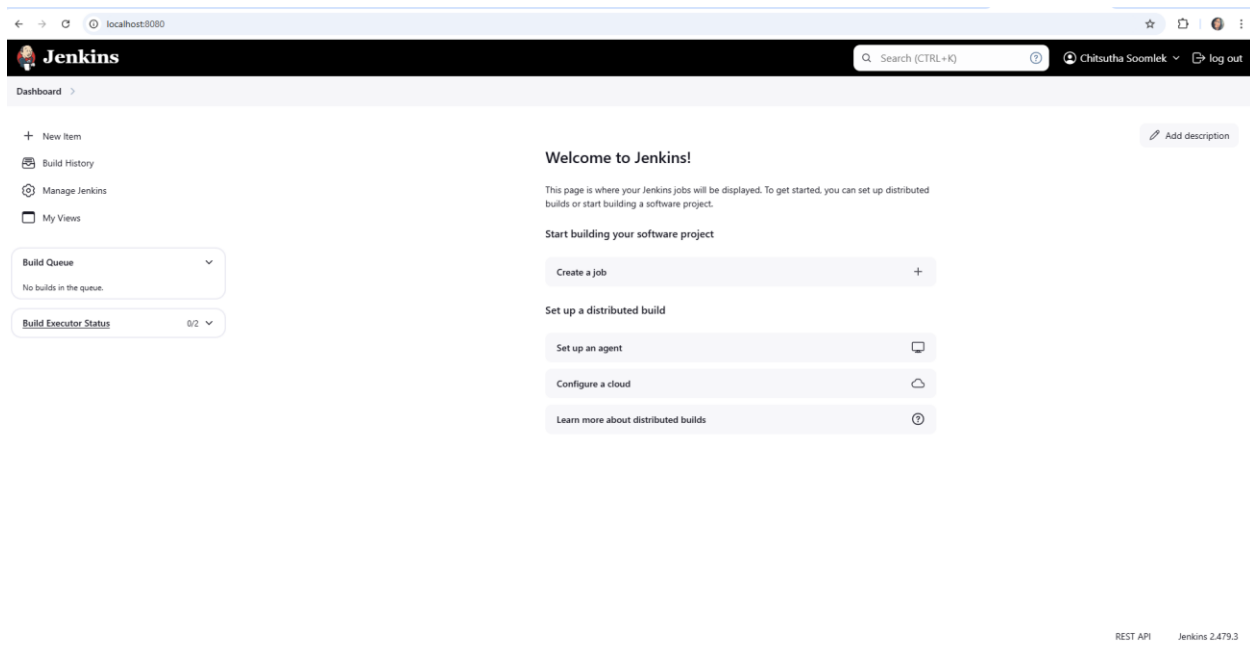 localhost:8080
Jenkins
Search (CTRL+K)
Chitsutha Soomlek
log out
Dashboard
New Item
Build History
Manage Jenkins
My Views
Build Queue
No builds in the queue.
Build Executor Status 0/2
Add description
Welcome to Jenkins!
This page is where your Jenkins jobs will be displayed. To get started, you can set up distributed
builds or start building a software project.
Start building your software project
Create a job
Set up a distributed build
Set up an agent
Configure a cloud
Learn more about distributed builds
REST API
Jenkins 2.479.3